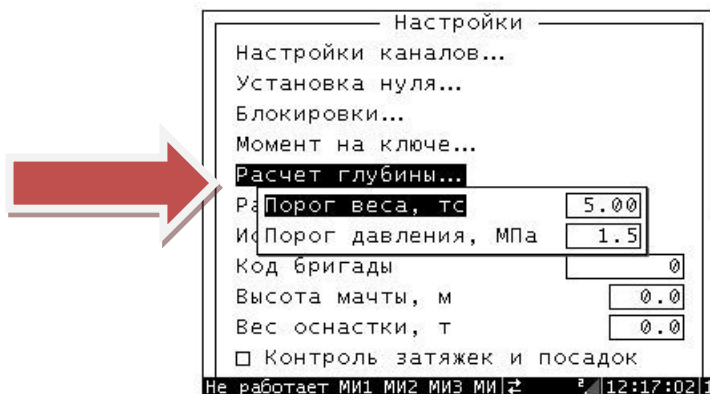 Настройки
Настройки каналов...
Установка нуля...
Блокировки...
Момент на ключе...
Расчет глубины...
Порог веса, тс 5.00
Порог давления, МПа 1.5
Код бригады 0
Высота мачты, м 0.0
Вес оснастки, т 0.0
Контроль затяжек и посадок
Не работает МИ1 МИ2 МИ3 МИ 12:17:02